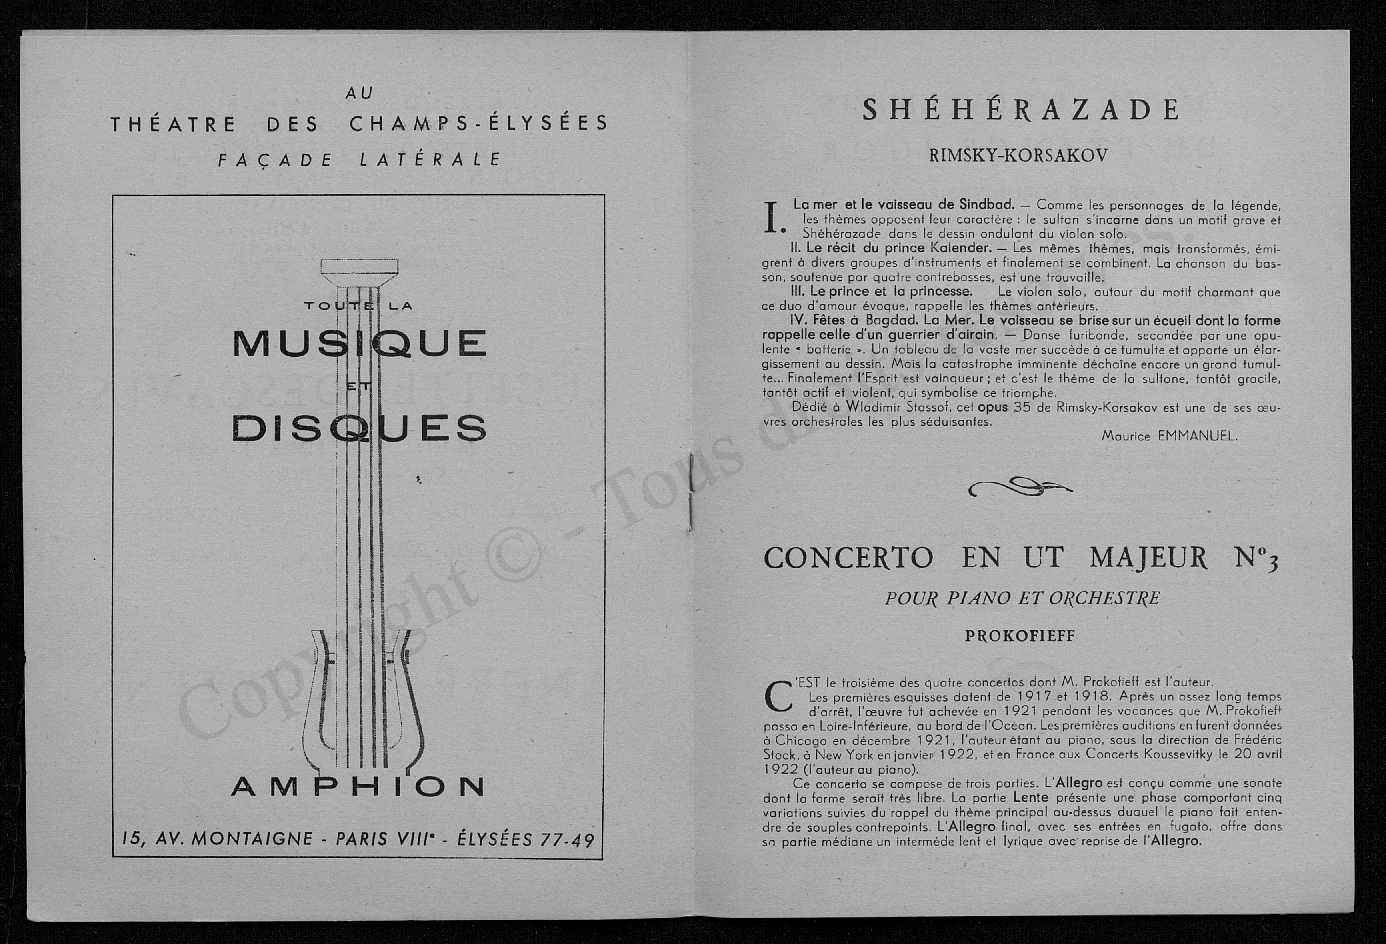 AU
THÉATRE DES CHAMPS-ÉLYSÉES
FAÇADE LATÉRALE
TOUTE LA
MUSIQUE
ET
DISQUES
AMPHION
15, AV. MONTAIGNE - PARIS VIIIe - ÉLYSÉES 77-49
SHÉHÉRAZADE
RIMSKY-KORSAKOV
I. La mer et le vaisseau de Sindbad. — Comme les personnages de la légende,
les thèmes opposent leur caractère : le sultan s'incarne dans un motif grave et
Shéhérazade dans le dessin ondulant du violon solo.
II. Le récit du prince Kalender. — Les mêmes thèmes, mais transformés, émi-
grent à divers groupes d'instruments et finalement se combinent. La chanson du bas-
son, soutenue par quatre contrebosses, est une trouvaille.
III. Le prince et la princesse. Le violon solo, autour du motif charmant que
ce duo d'amour évoque, rappelle les thèmes antérieurs.
IV. Fêtes à Bagdad. La Mer. Le vaisseau se brise sur un écueil dont la forme
rappelle celle d'un guerrier d'airain. — Danse furibonde, secondée par une opu-
lente « batterie ». Un tableau de la vaste mer succède à ce tumulte et apporte un élar-
gissement au dessin. Mais la catastrophe imminente déchaîne encore un grand tumul-
te... Finalement l'Esprit est vainqueur ; et c'est le thème de la sultane, tantôt gracile,
tantôt actif et violent, qui symbolise ce triomphe.
Dédié à Wladimir Stassof, cet opus 35 de Rimsky-Korsakov est une de ses œu-
vres orchestrales les plus séduisantes.
Maurice EMMANUEL.
CONCERTO EN UT MAJEUR Nº 3
POUR PIANO ET ORCHESTRE
PROKOFIEFF
C'EST le troisième des quatre concertos dont M. Prokofieff est l'auteur.
Les premières esquisses datent de 1917 et 1918. Après un assez long temps
d'arrêt, l'œuvre fut achevée en 1921 pendant les vacances que M. Prokofieff
passa en Loire-Inférieure, au bord de l'Océan. Les premières auditions en furent données
à Chicago en décembre 1921, l'auteur étant au piano, sous la direction de Frédéric
Stock, à New York en janvier 1922, et en France aux Concerts Koussevitky le 20 avril
1922 (l'auteur au piano).
Ce concerto se compose de trois parties. L'Allegro est conçu comme une sonate
dont la forme serait très libre. La partie Lente présente une phase comportant cinq
variations suivies du rappel du thème principal au-dessus duquel le piano fait enten-
dre de souples contrepoints. L'Allegro final, avec ses entrées en fugato, offre dans
sa partie médiane un intermède lent et lyrique avec reprise de l'Allegro.
Copyright © - Tous